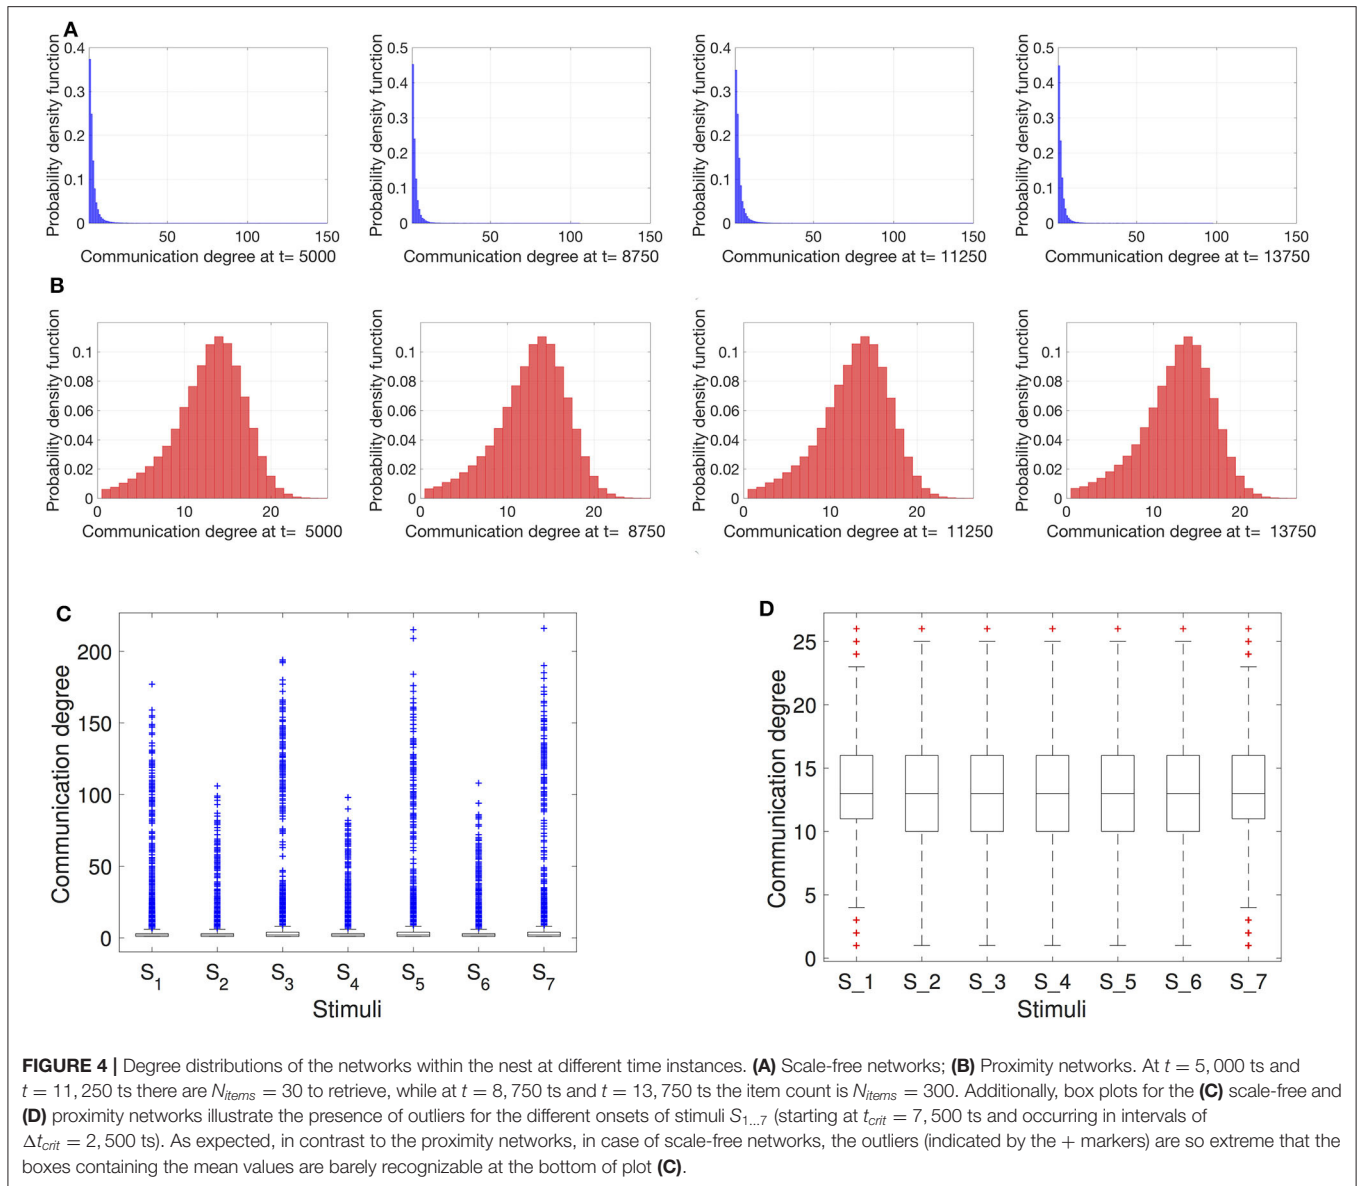 A
Probability density function
0.4
0.3
0.2
0.1
0
50
100
150
Communication degree at t= 5000
Probability density function
0.5
0.4
0.3
0.2
0.1
0
50
100
150
Communication degree at t= 8750
Probability density function
0.4
0.3
0.2
0.1
0
50
100
150
Communication degree at t= 11250
Probability density function
0.5
0.4
0.3
0.2
0.1
0
50
100
150
Communication degree at t= 13750
B
Probability density function
0.1
0.08
0.06
0.04
0.02
0
0
10
20
Communication degree at t= 5000
Probability density function
0.1
0.08
0.06
0.04
0.02
0
0
10
20
Communication degree at t= 8750
Probability density function
0.1
0.08
0.06
0.04
0.02
0
0
10
20
Communication degree at t= 11250
Probability density function
0.1
0.08
0.06
0.04
0.02
0
0
10
20
Communication degree at t= 13750
C
Communication degree
200
150
100
50
0
S_1 S_2 S_3 S_4 S_5 S_6 S_7
Stimuli
D
Communication degree
25
20
15
10
5
0
S_1 S_2 S_3 S_4 S_5 S_6 S_7
Stimuli
FIGURE 4 | Degree distributions of the networks within the nest at different time instances. (A) Scale-free networks; (B) Proximity networks. At t = 5, 000 ts and
t = 11, 250 ts there are N_items = 30 to retrieve, while at t = 8, 750 ts and t = 13, 750 ts the item count is N_items = 300. Additionally, box plots for the (C) scale-free and
(D) proximity networks illustrate the presence of outliers for the different onsets of stimuli S_1...7 (starting at t_crit = 7, 500 ts and occurring in intervals of
Δt_crit = 2, 500 ts). As expected, in contrast to the proximity networks, in case of scale-free networks, the outliers (indicated by the + markers) are so extreme that the
boxes containing the mean values are barely recognizable at the bottom of plot (C).